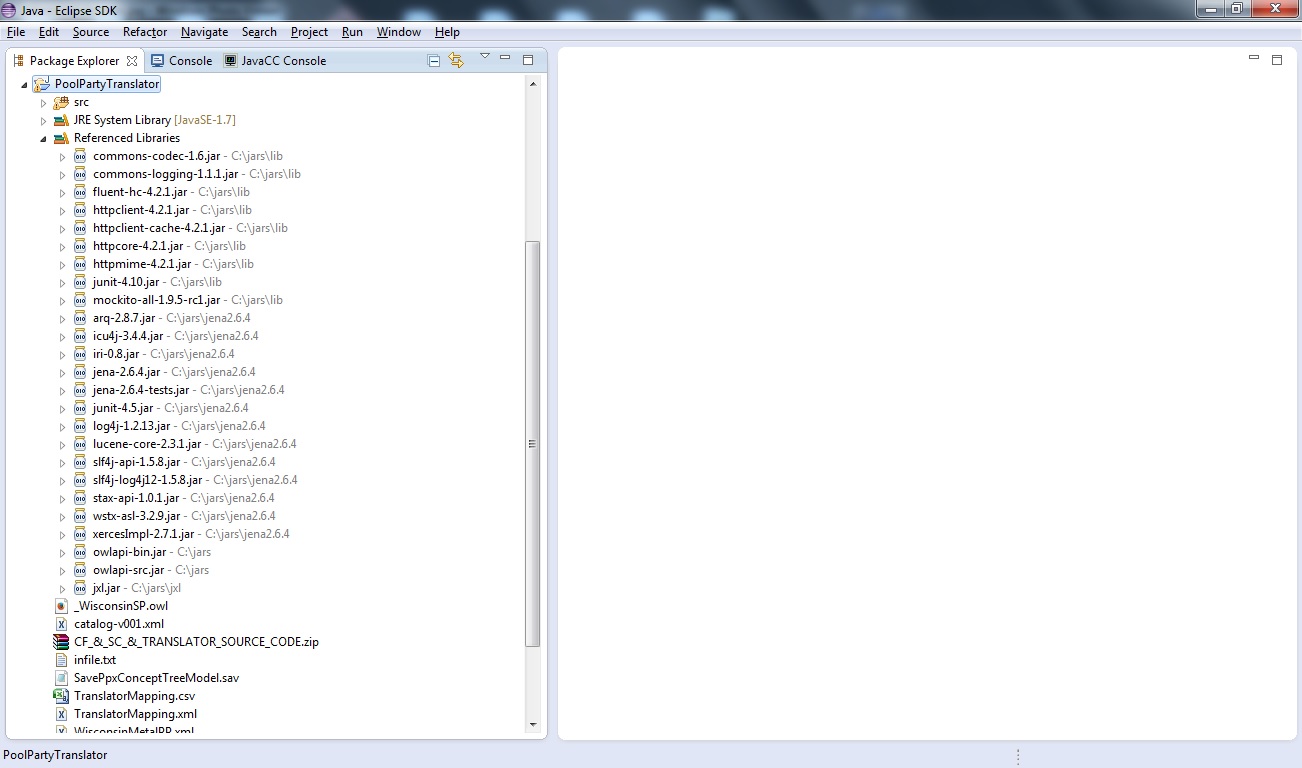 Java - Eclipse SDK
File Edit Source Refactor Navigate Search Project Run Window Help
Package Explorer Console JavaCC Console
PoolPartyTranslator
src
JRE System Library [JavaSE-1.7]
Referenced Libraries
commons-codec-1.6.jar - C:\jars\lib
commons-logging-1.1.1.jar - C:\jars\lib
fluent-hc-4.2.1.jar - C:\jars\lib
httpclient-4.2.1.jar - C:\jars\lib
httpclient-cache-4.2.1.jar - C:\jars\lib
httpcore-4.2.1.jar - C:\jars\lib
httpmime-4.2.1.jar - C:\jars\lib
junit-4.10.jar - C:\jars\lib
mockito-all-1.9.5-rc1.jar - C:\jars\lib
arq-2.8.7.jar - C:\jars\jena2.6.4
icu4j-3.4.4.jar - C:\jars\jena2.6.4
iri-0.8.jar - C:\jars\jena2.6.4
jena-2.6.4.jar - C:\jars\jena2.6.4
jena-2.6.4-tests.jar - C:\jars\jena2.6.4
junit-4.5.jar - C:\jars\jena2.6.4
log4j-1.2.13.jar - C:\jars\jena2.6.4
lucene-core-2.3.1.jar - C:\jars\jena2.6.4
slf4j-api-1.5.8.jar - C:\jars\jena2.6.4
slf4j-log4j12-1.5.8.jar - C:\jars\jena2.6.4
stax-api-1.0.1.jar - C:\jars\jena2.6.4
wstx-asl-3.2.9.jar - C:\jars\jena2.6.4
xercesImpl-2.7.1.jar - C:\jars\jena2.6.4
owlapi-bin.jar - C:\jars
owlapi-src.jar - C:\jars
jxl.jar - C:\jars\jxl
_WisconsinSP.owl
catalog-v001.xml
CF_&_SC_&_TRANSLATOR_SOURCE_CODE.zip
infile.txt
SavePpxConceptTreeModel.sav
TranslatorMapping.csv
TranslatorMapping.xml
PoolPartyTranslator